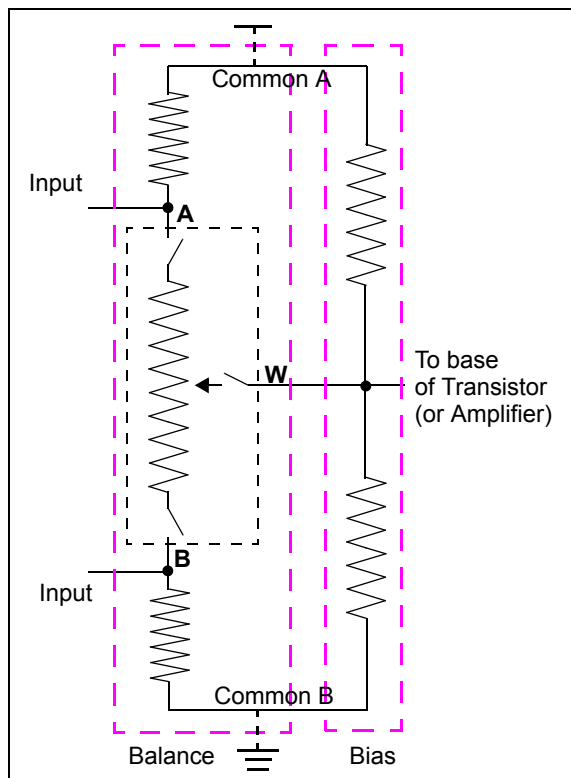 Common A
Input
A
W
To base
of Transistor
(or Amplifier)
B
Input
Common B
Balance
Bias